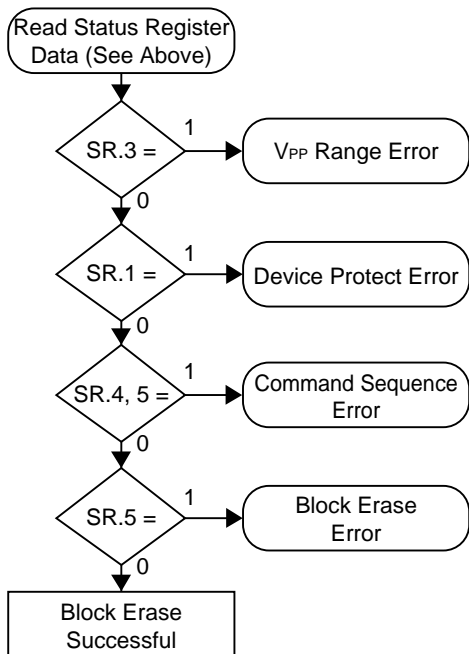 Read Status Register
Data (See Above)
SR.3 =
1
VPP Range Error
0
SR.1 =
1
Device Protect Error
0
SR.4, 5 =
1
Command Sequence
Error
0
SR.5 =
1
Block Erase
Error
0
Block Erase
Successful